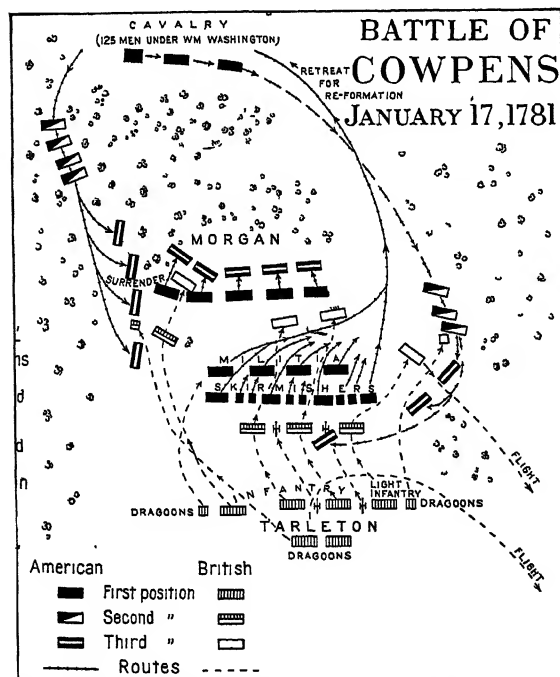 CAVALRY
(125 MEN UNDER WM WASHINGTON)
BATTLE OF
COWPENS
JANUARY 17, 1781
RETREAT
FOR
RE-FORMATION
MORGAN
SURRENDER
MILITIA
SKIRMISHERS
ns
d
d
n
INFANTRY
LIGHT
INFANTRY
DRAGOONS
DRAGOONS
TARLETON
DRAGOONS
FLIGHT
FLIGHT
American British
First position
Second "
Third "
Routes